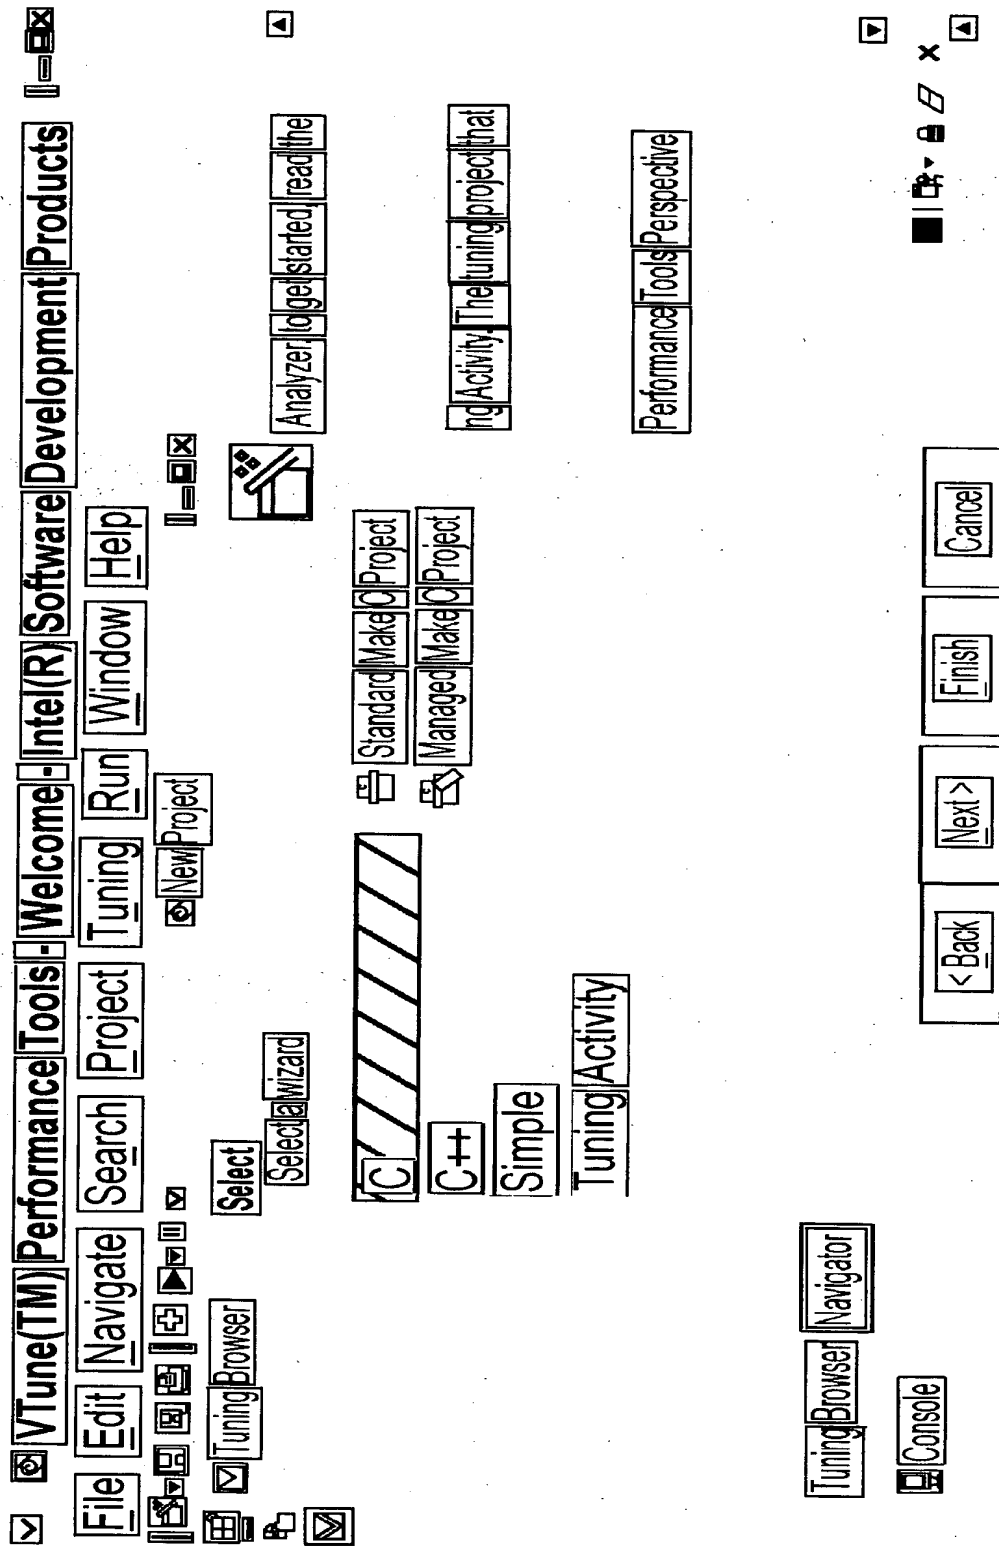 VTune(TM) Performance Tools - Welcome - Intel(R) Software Development Products
File Edit Navigate Search Project Tuning Run Window Help
New Project
Tuning Browser
Select
Select a wizard
Analyzer, to get started, read the
C
Standard Make C Project
C++
Managed Make C Project
ng Activity. The tuning project that
Simple
Tuning Activity
Performance Tools Perspective
Tuning Browser Navigator
Console
< Back Next > Finish Cancel